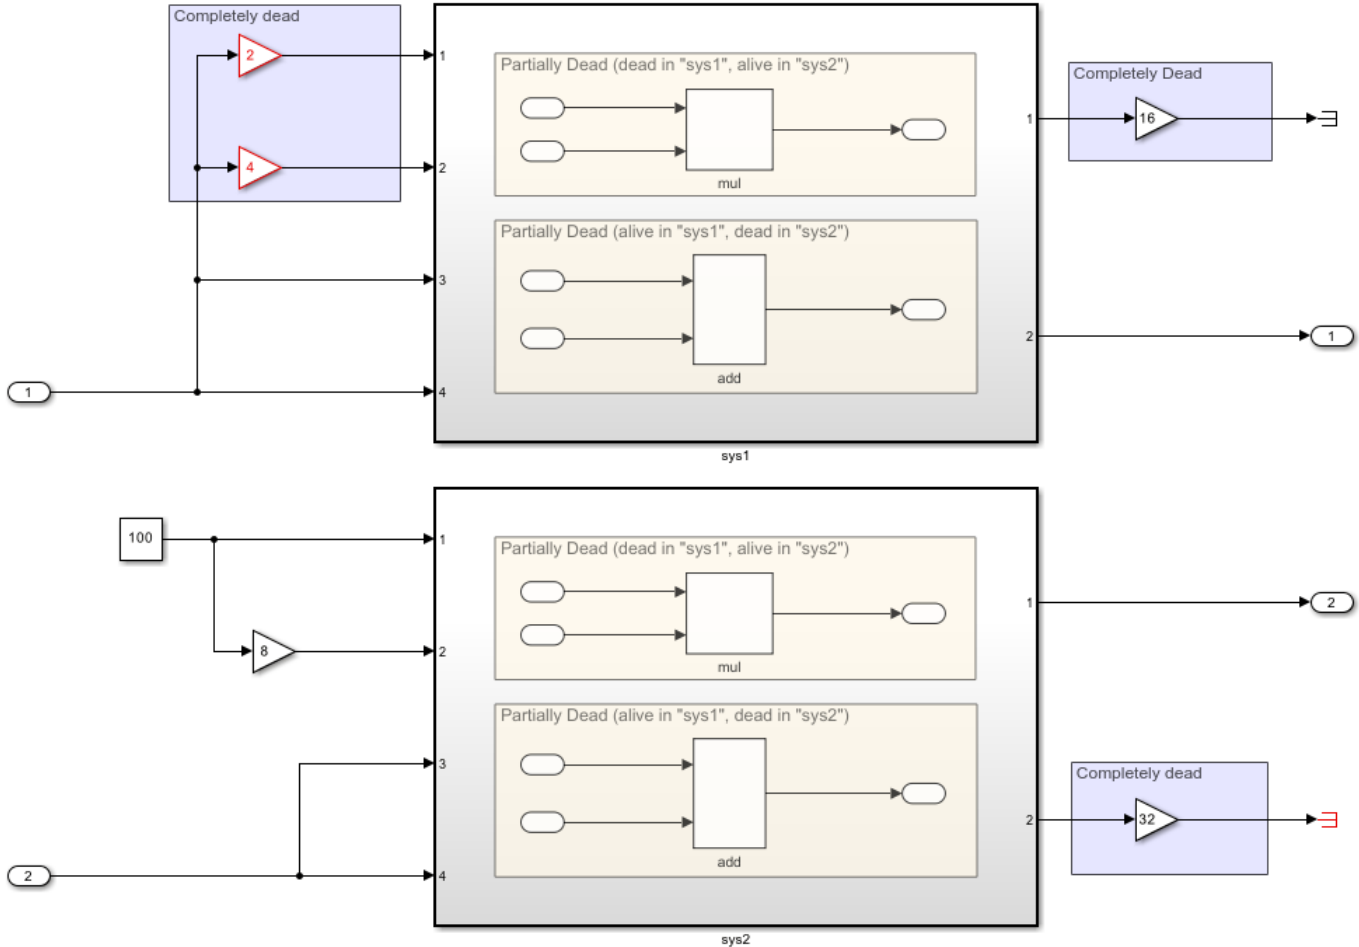 Completely dead
2
4
1
1
2
3
4
Partially Dead (dead in "sys1", alive in "sys2")
mul
Partially Dead (alive in "sys1", dead in "sys2")
add
1
2
sys1
Completely Dead
16
1
100
8
2
1
2
3
4
Partially Dead (dead in "sys1", alive in "sys2")
mul
Partially Dead (alive in "sys1", dead in "sys2")
add
1
2
sys2
2
Completely dead
32